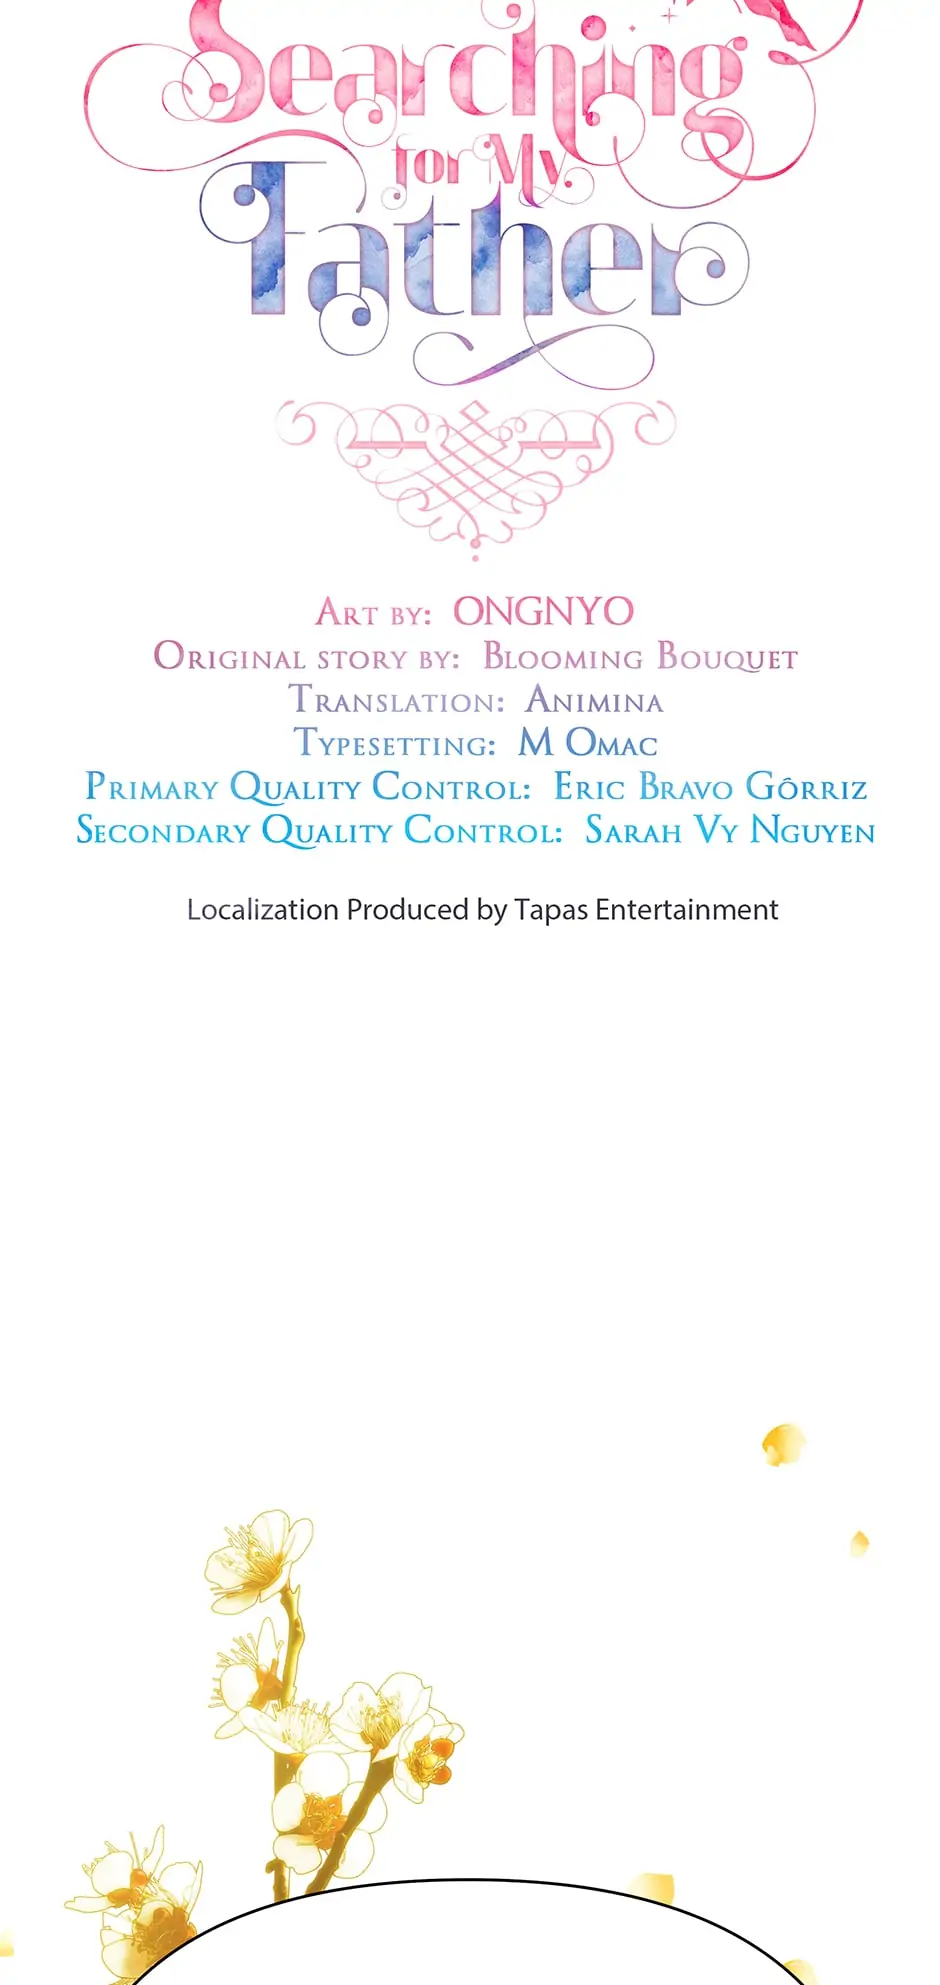 Searching
for My
Father
Art by: ONGNYO
Original story by: Blooming Bouquet
Translation: Animina
Typesetting: M Omac
Primary Quality Control: Eric Bravo Górriz
Secondary Quality Control: Sarah Vy Nguyen
Localization Produced by Tapas Entertainment